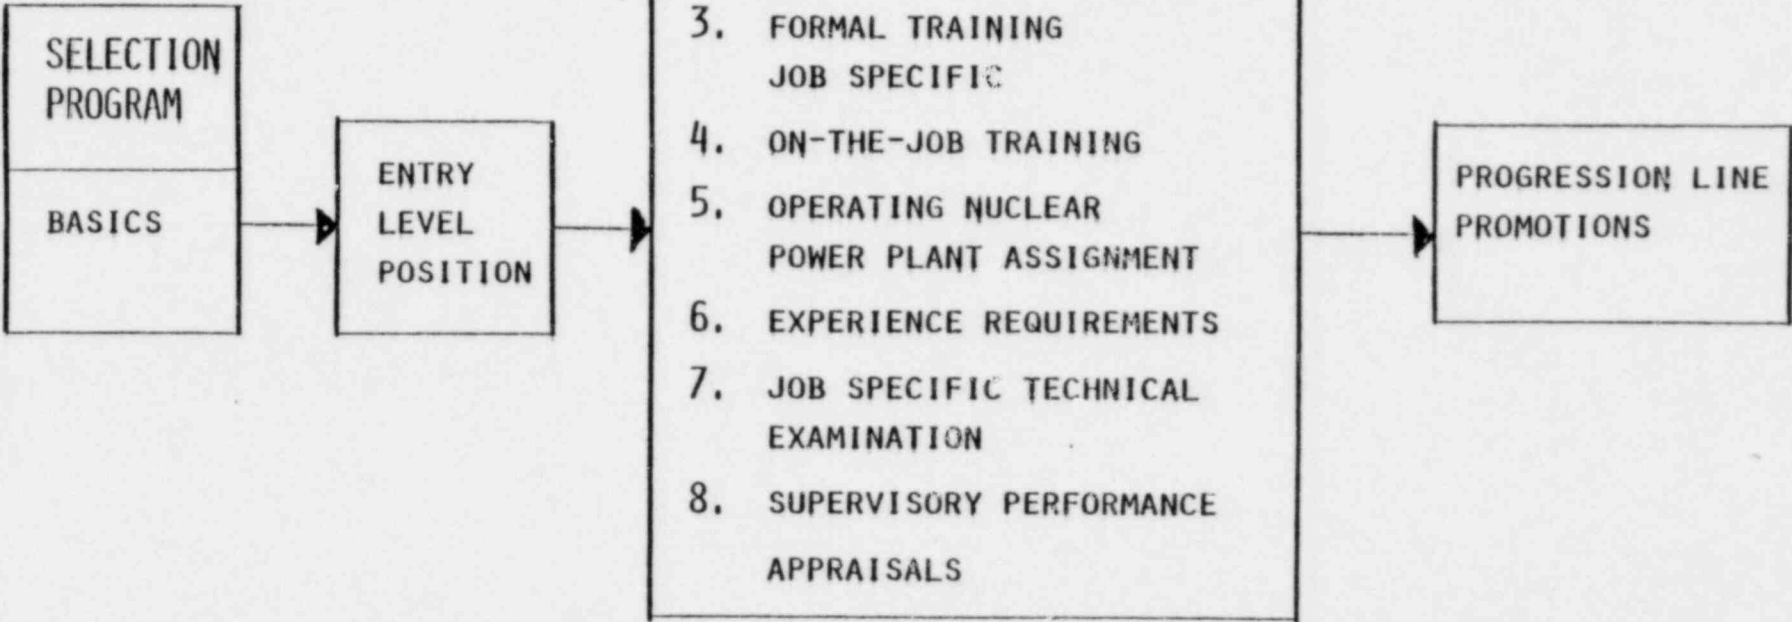 SELECTION
PROGRAM
BASICS
ENTRY
LEVEL
POSITION
3. FORMAL TRAINING
JOB SPECIFIC
4. ON-THE-JOB TRAINING
5. OPERATING NUCLEAR
POWER PLANT ASSIGNMENT
6. EXPERIENCE REQUIREMENTS
7. JOB SPECIFIC TECHNICAL
EXAMINATION
8. SUPERVISORY PERFORMANCE
APPRAISALS
PROGRESSION LINE
PROMOTIONS